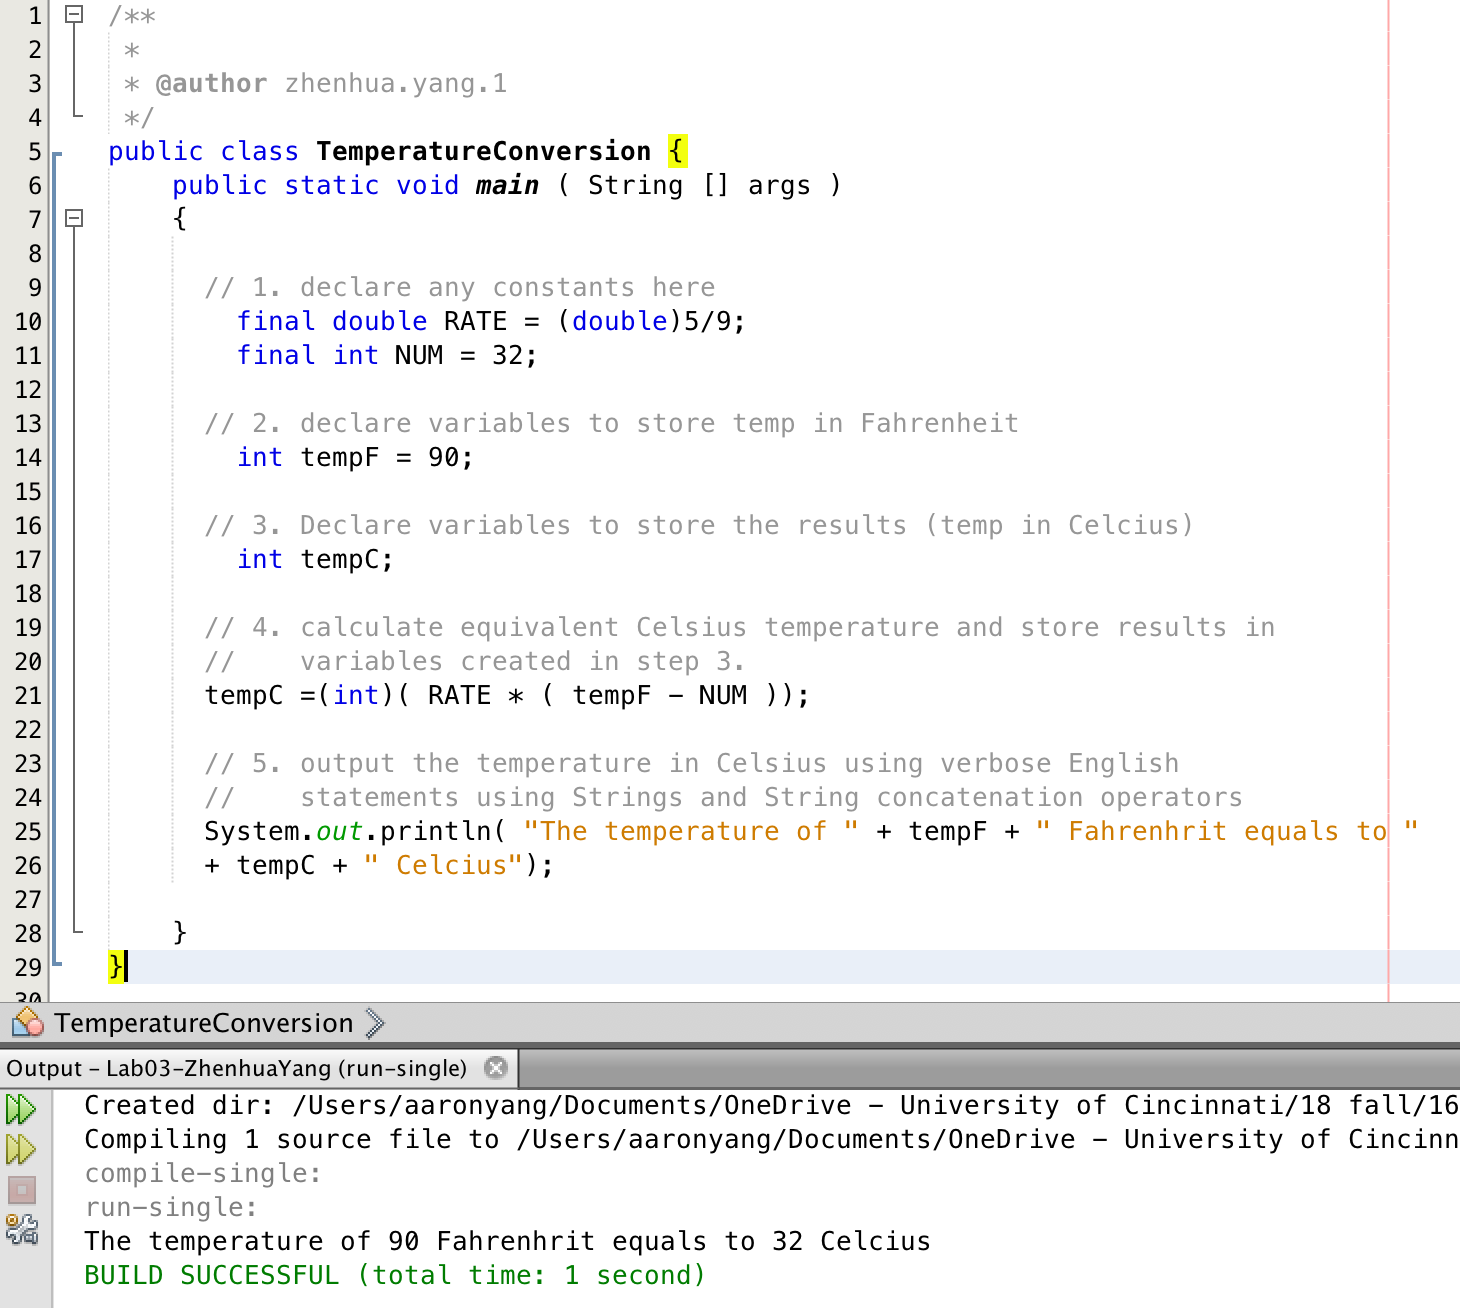 1 /**
2 *
3 * @author zhenhua.yang.1
4 */
5 public class TemperatureConversion {
6 public static void main ( String [] args )
7 {
8
9 // 1. declare any constants here
10 final double RATE = (double)5/9;
11 final int NUM = 32;
12
13 // 2. declare variables to store temp in Fahrenheit
14 int tempF = 90;
15
16 // 3. Declare variables to store the results (temp in Celcius)
17 int tempC;
18
19 // 4. calculate equivalent Celsius temperature and store results in
20 // variables created in step 3.
21 tempC =(int)( RATE * ( tempF - NUM ));
22
23 // 5. output the temperature in Celsius using verbose English
24 // statements using Strings and String concatenation operators
25 System.out.println( "The temperature of " + tempF + " Fahrenhrit equals to "
26 + tempC + " Celcius");
27
28 }
29 }
30
TemperatureConversion
Output - Lab03-ZhenhuaYang (run-single)
Created dir: /Users/aaronyang/Documents/OneDrive - University of Cincinnati/18 fall/16
Compiling 1 source file to /Users/aaronyang/Documents/OneDrive - University of Cincinn
compile-single:
run-single:
The temperature of 90 Fahrenhrit equals to 32 Celcius
BUILD SUCCESSFUL (total time: 1 second)